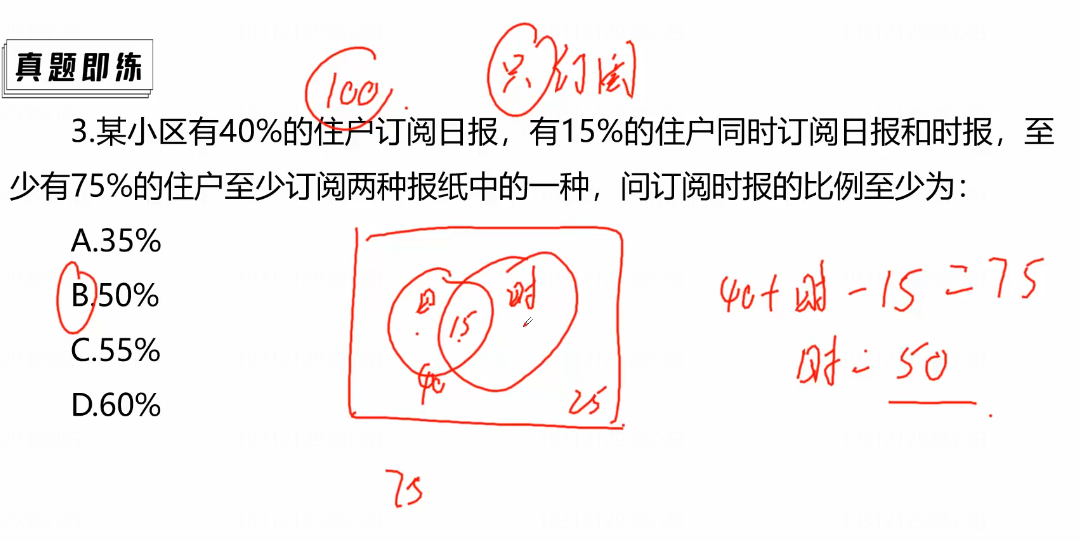 真题即练
100 只订阅
3.某小区有40%的住户订阅日报，有15%的住户同时订阅日报和时报，至
少有75%的住户至少订阅两种报纸中的一种，问订阅时报的比例至少为：
A.35%
B.50%
C.55%
D.60%
日 15 时
40
25
75
40+时-15=75
时=50